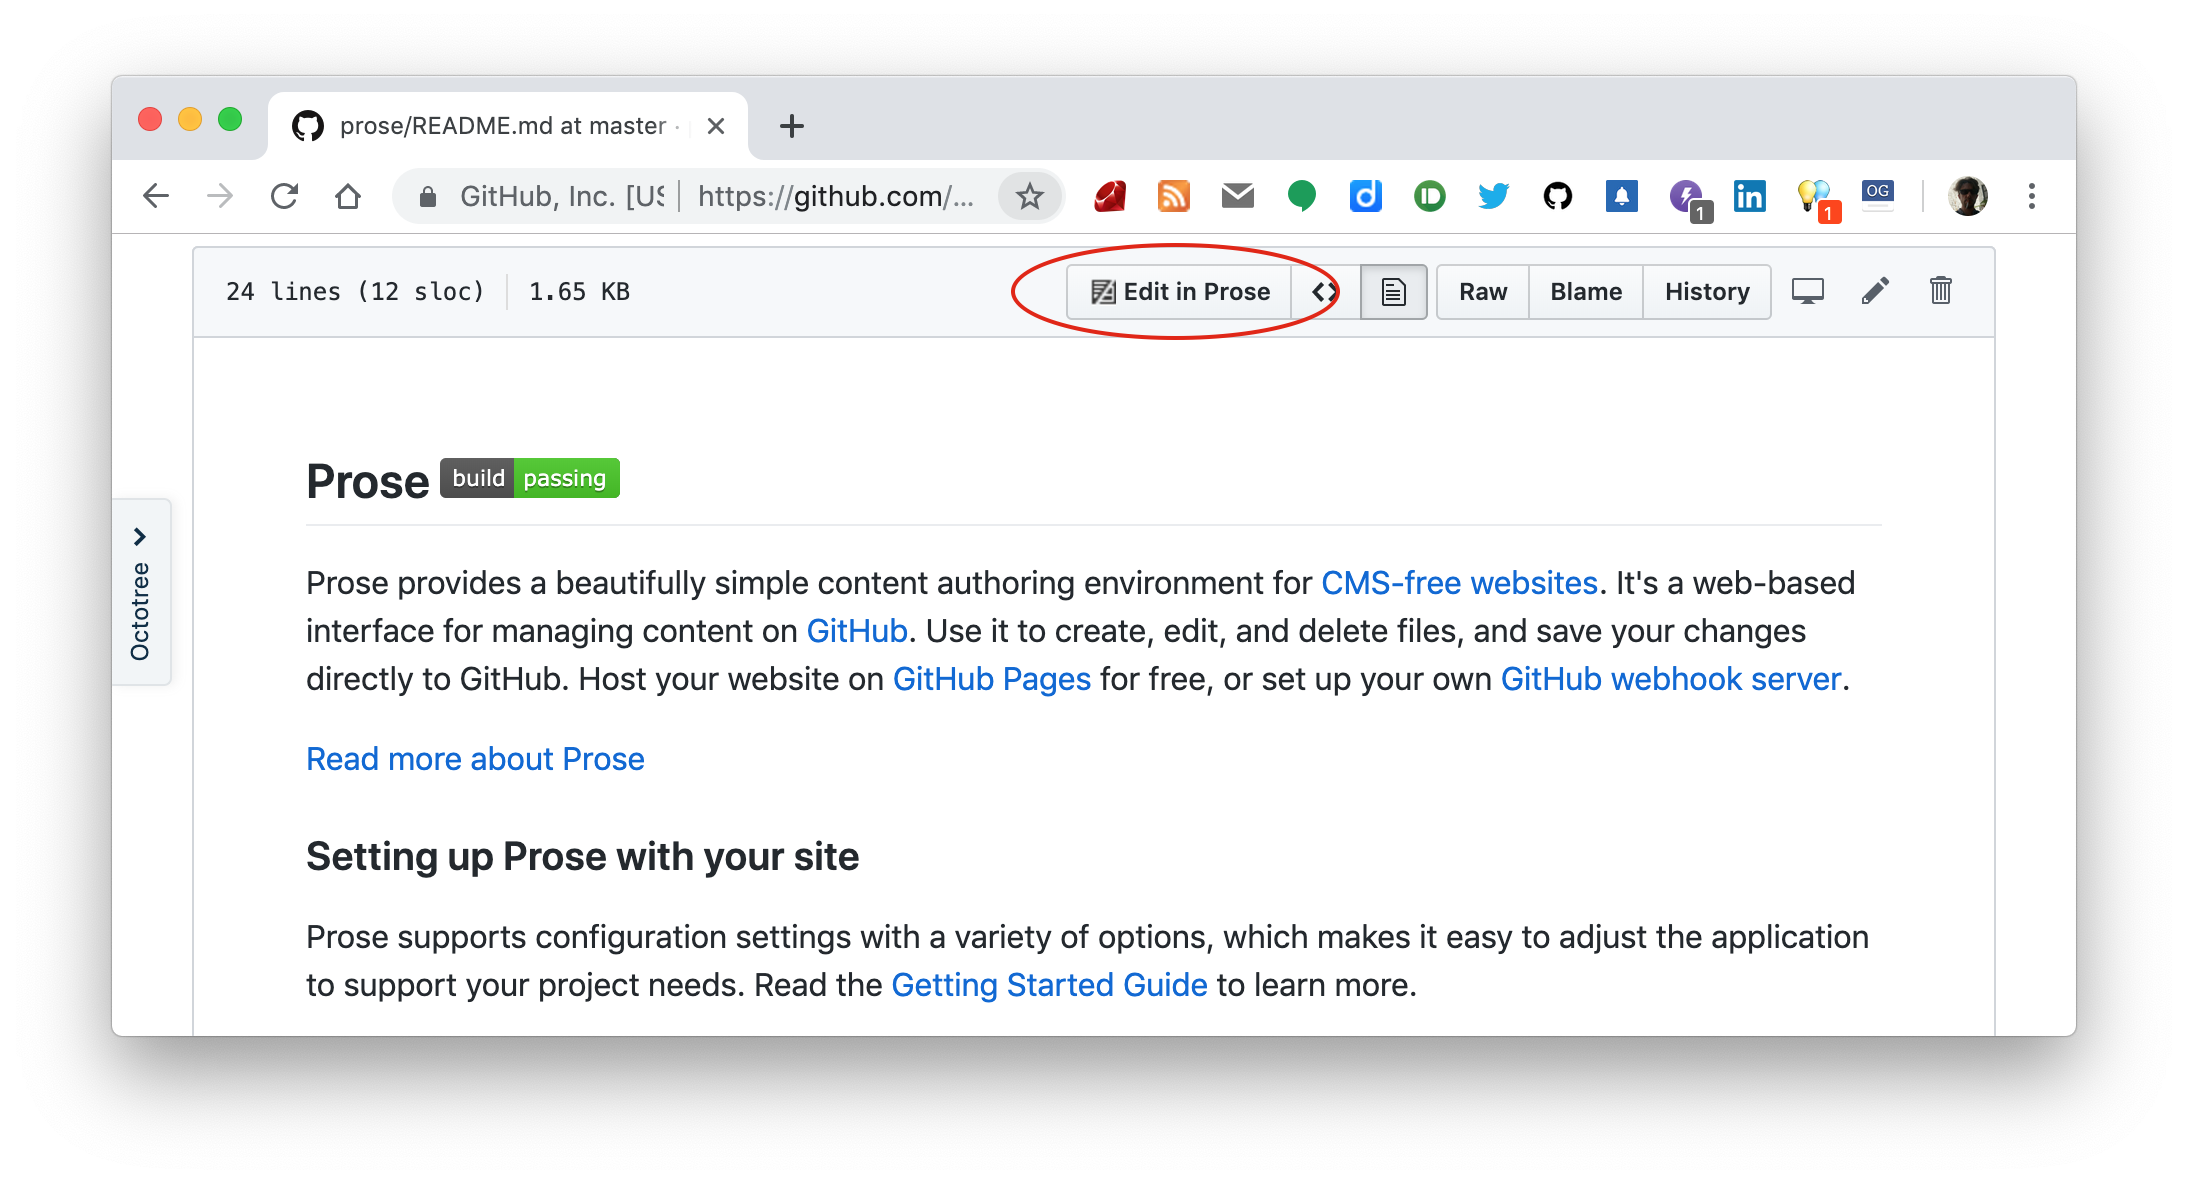 prose/README.md at master ·
GitHub, Inc. [US
https://github.com/...
1
in
1
OG
24 lines (12 sloc)
1.65 KB
Edit in Prose
<>
Raw
Blame
History
Prose
build passing
Prose provides a beautifully simple content authoring environment for CMS-free websites. It's a web-based
interface for managing content on GitHub. Use it to create, edit, and delete files, and save your changes
directly to GitHub. Host your website on GitHub Pages for free, or set up your own GitHub webhook server.
Octotree
Read more about Prose
Setting up Prose with your site
Prose supports configuration settings with a variety of options, which makes it easy to adjust the application
to support your project needs. Read the Getting Started Guide to learn more.